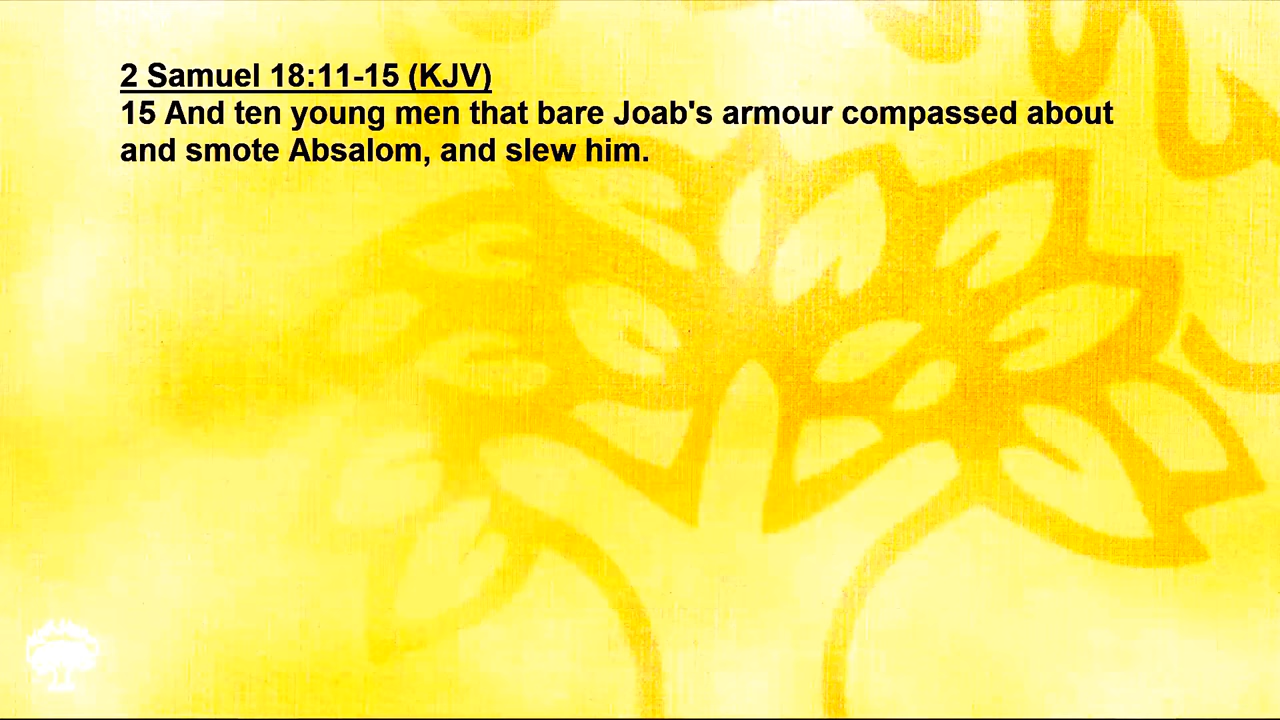 2 Samuel 18:11-15 (KJV)
15 And ten young men that bare Joab's armour compassed about
and smote Absalom, and slew him.